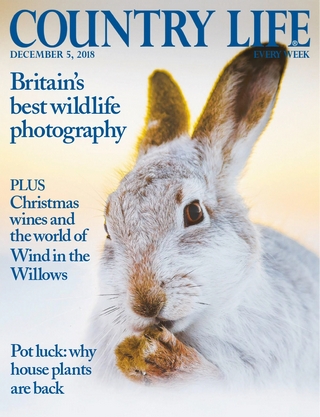 COUNTRY LIFE®
DECEMBER 5, 2018
EVERY WEEK
Britain's
best wildlife
photography
PLUS
Christmas
wines and
the world of
Wind in the
Willows
Pot luck: why
house plants
are back